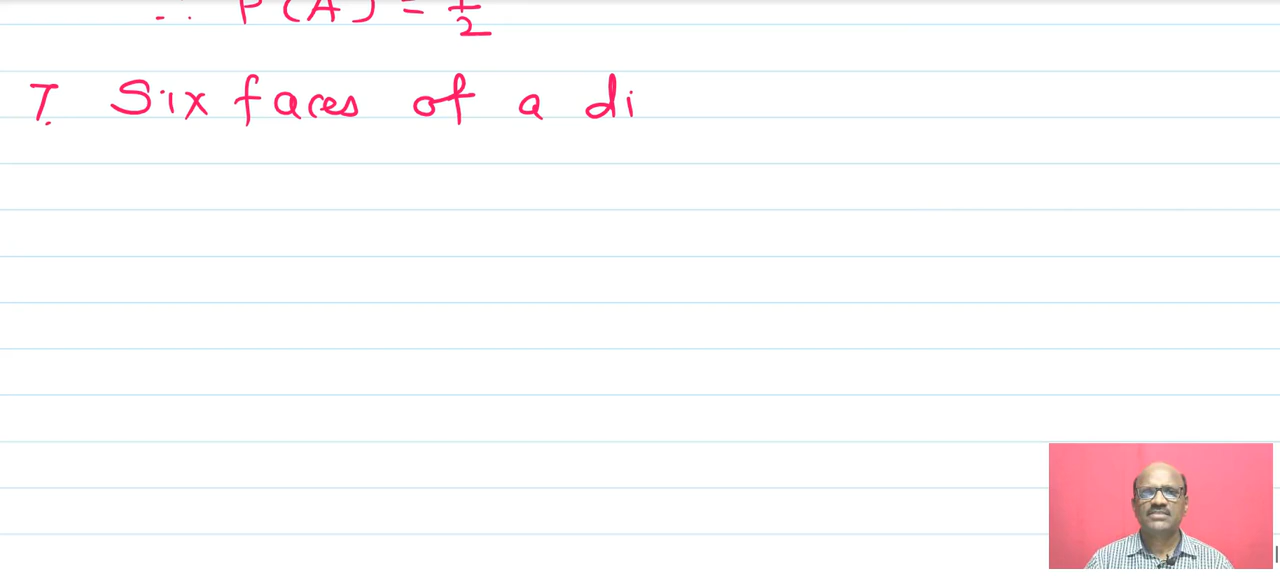 ∴ P(A) = 1/2
7. Six faces of a di